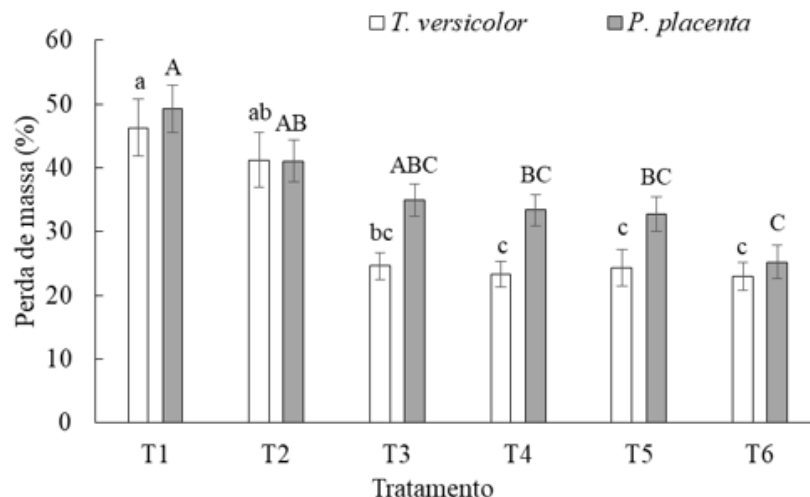 T. versicolor P. placenta
60
50
40
30
20
10
0
Perda de massa (%)
a A
ab AB
bc ABC
c BC
c BC
c C
T1 T2 T3 T4 T5 T6
Tratamento